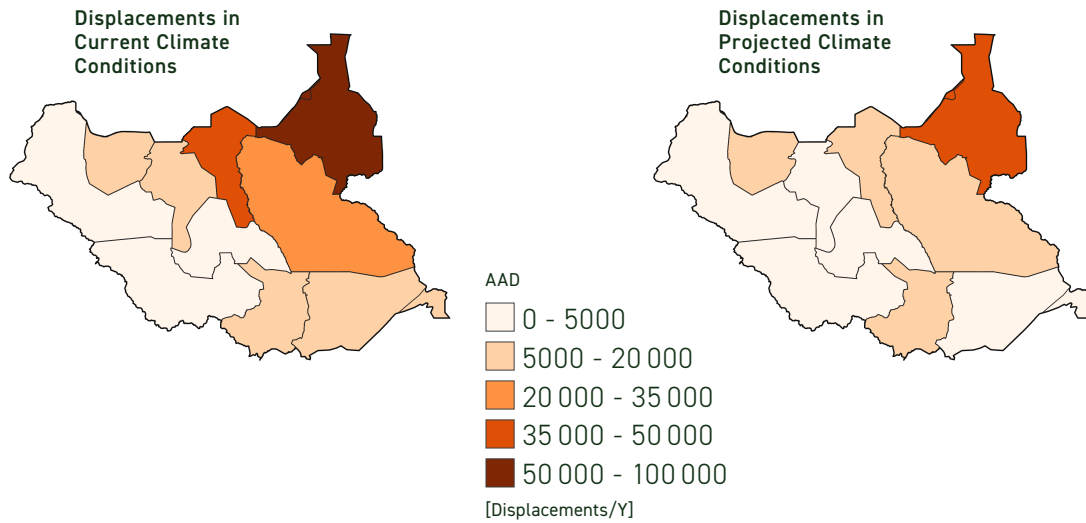 Displacements in
Current Climate
Conditions
Displacements in
Projected Climate
Conditions
AAD
0 - 5000
5000 - 20 000
20 000 - 35 000
35 000 - 50 000
50 000 - 100 000
[Displacements/Y]